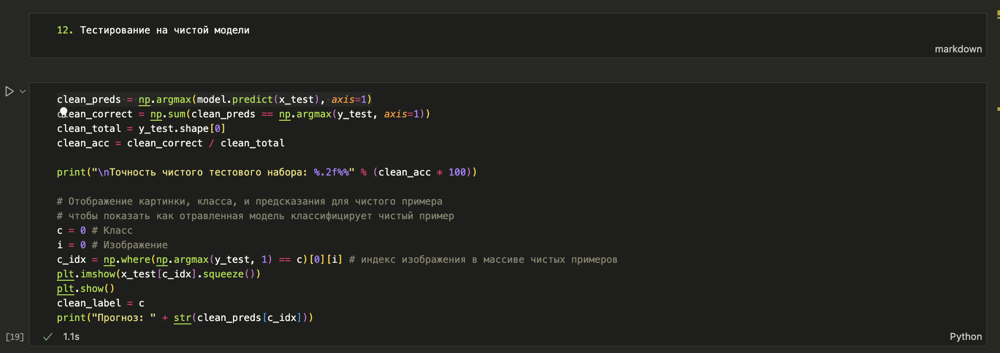 12. Тестирование на чистой модели
markdown
clean_preds = np.argmax(model.predict(x_test), axis=1)
clean_correct = np.sum(clean_preds == np.argmax(y_test, axis=1))
clean_total = y_test.shape[0]
clean_acc = clean_correct / clean_total
print("\nТочность чистого тестового набора: %.2f%%" % (clean_acc * 100))
# Отображение картинки, класса, и предсказания для чистого примера
# чтобы показать как отравленная модель классифицирует чистый пример
c = 0 # Класс
i = 0 # Изображение
c_idx = np.where(np.argmax(y_test, 1) == c)[0][i] # индекс изображения в массиве чистых примеров
plt.imshow(x_test[c_idx].squeeze())
plt.show()
clean_label = c
print("Прогноз: " + str(clean_preds[c_idx]))
[19] 1.1s Python